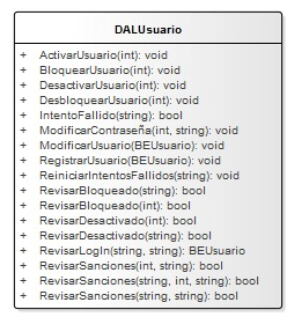 DALUsuario
+ ActivarUsuario(int): void
+ BloquearUsuario(int): void
+ DesactivarUsuario(int): void
+ DesbloquearUsuario(int): void
+ IntentoFallido(string): bool
+ ModificarContraseña(int, string): void
+ ModificarUsuario(BEUsuario): void
+ RegistrarUsuario(BEUsuario): void
+ ReiniciarIntentosFallidos(string): void
+ RevisarBloqueado(string): bool
+ RevisarBloqueado(int): bool
+ RevisarDesactivado(int): bool
+ RevisarDesactivado(string): bool
+ RevisarLogIn(string, string): BEUsuario
+ RevisarSanciones(int, string): bool
+ RevisarSanciones(string, int, string): bool
+ RevisarSanciones(string, string): bool